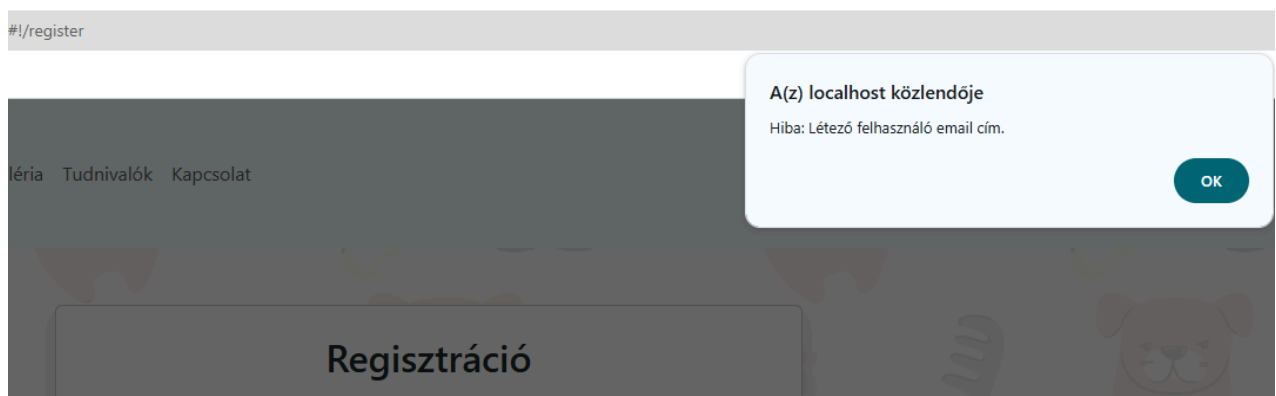 #!/register
A(z) localhost közlendője
Hiba: Létező felhasználó email cím.
OK
léria Tudnivalók Kapcsolat
Regisztráció